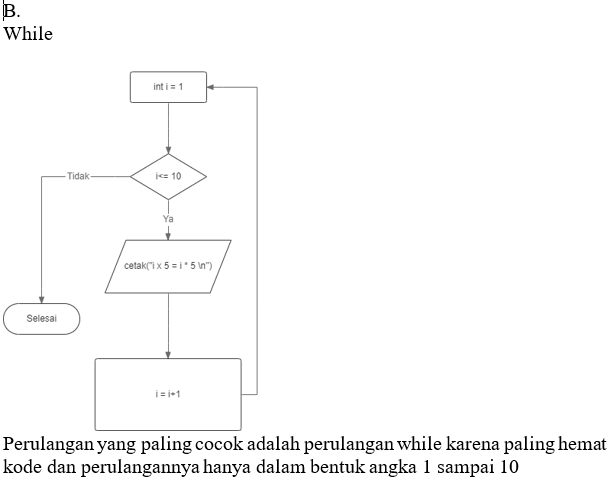 B.
While
int i = 1
i<= 10
Tidak
Ya
cetak("i x 5 = i * 5 \n")
Selesai
i = i+1
Perulangan yang paling cocok adalah perulangan while karena paling hemat
kode dan perulangannya hanya dalam bentuk angka 1 sampai 10